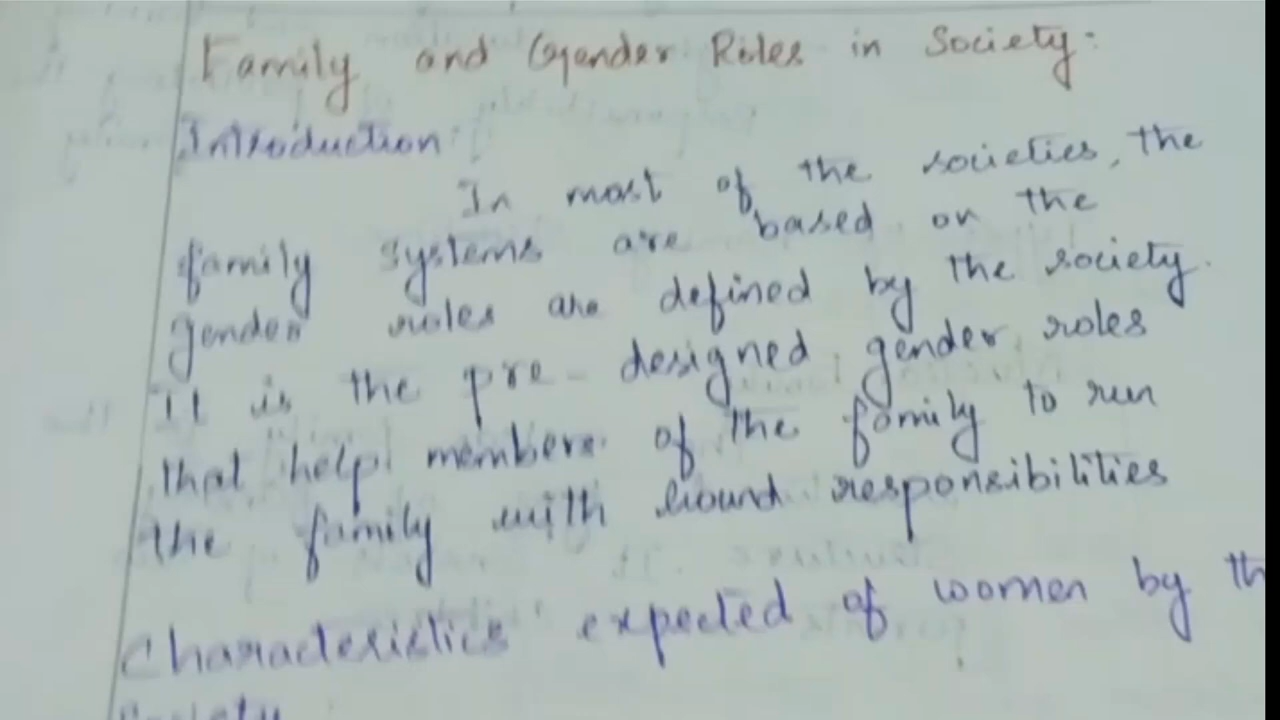 Family and Gender Roles in Society:
Introduction:
In most of the societies, the
family systems are based on the
gender roles are defined by the society.
It is the pre-designed gender roles
that help members of the family to run
the family with bound responsibilities
Characteristics expected of women by th
Society